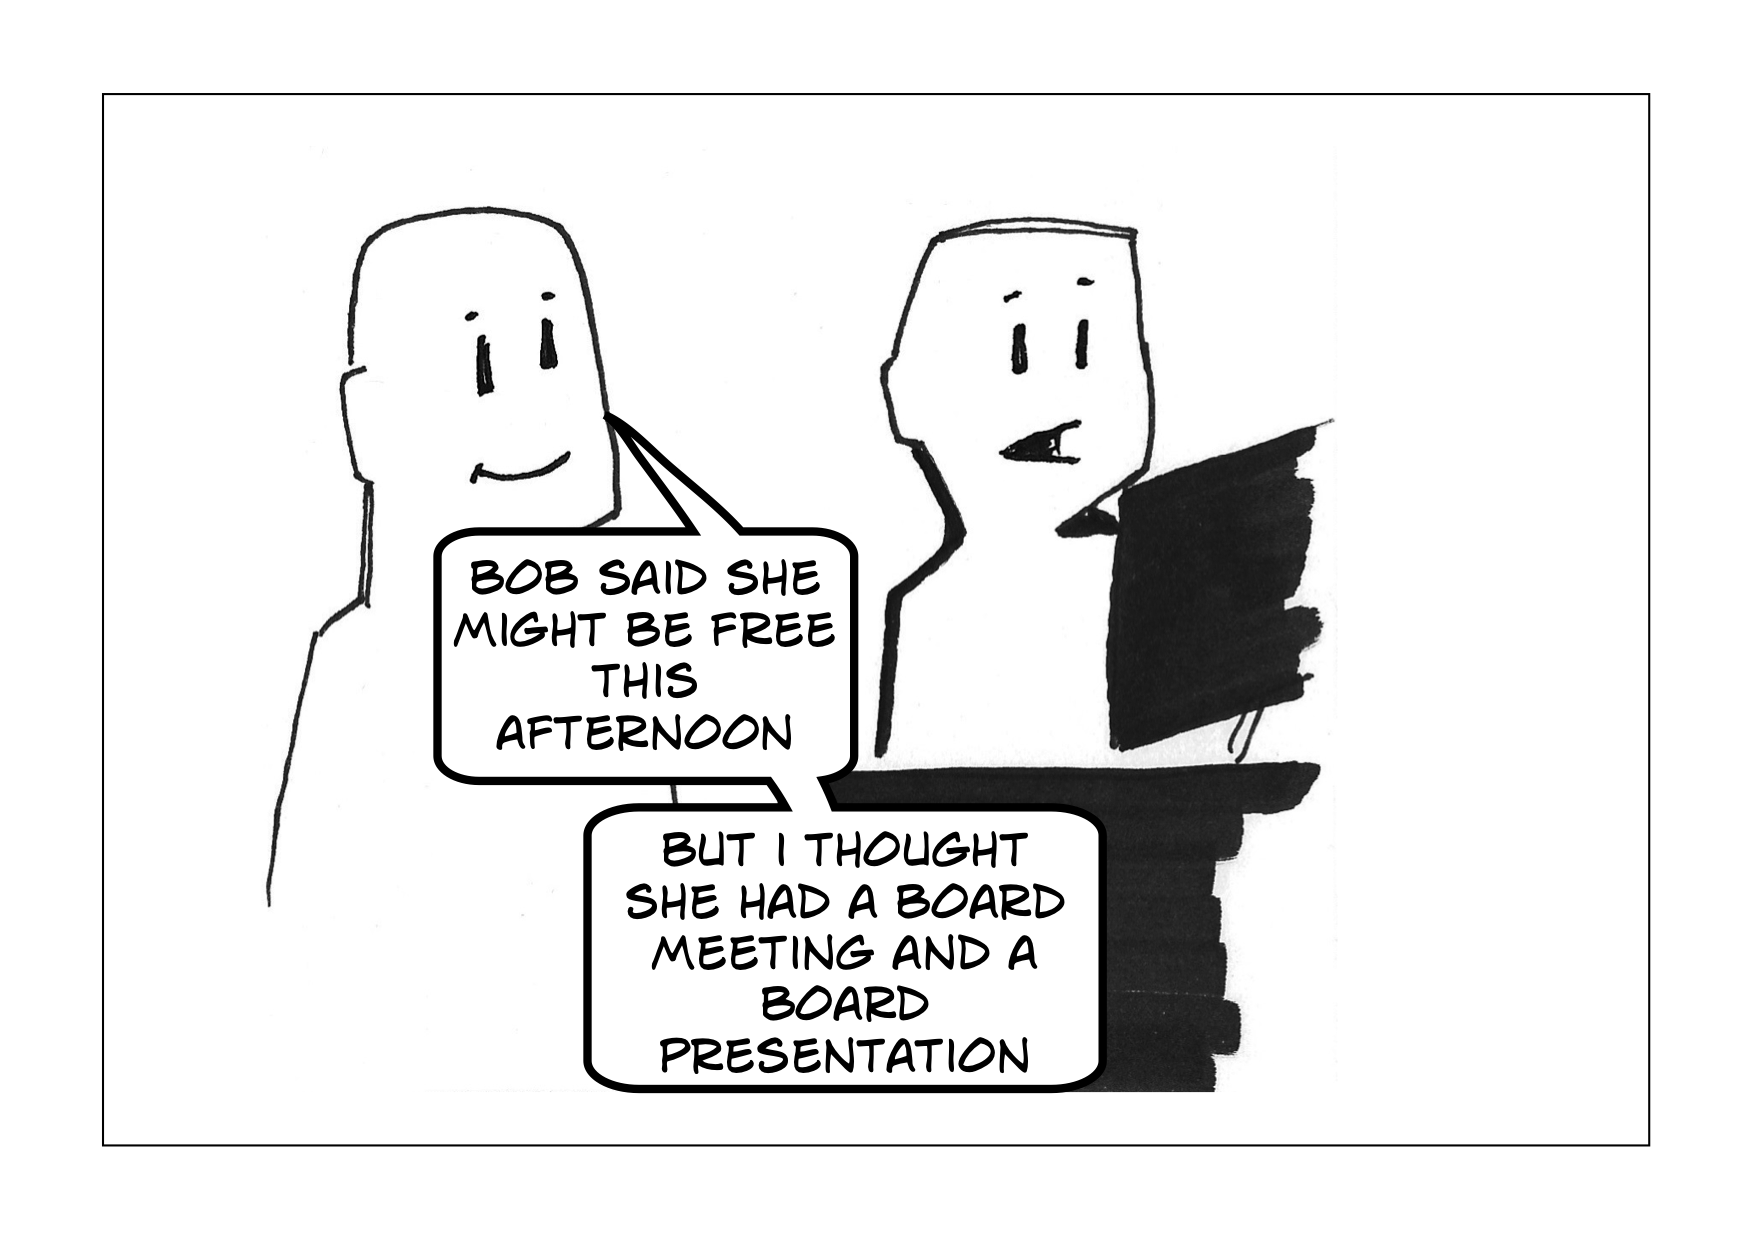 BOB SAID SHE
MIGHT BE FREE
THIS
AFTERNOON
BUT I THOUGHT
SHE HAD A BOARD
MEETING AND A
BOARD
PRESENTATION